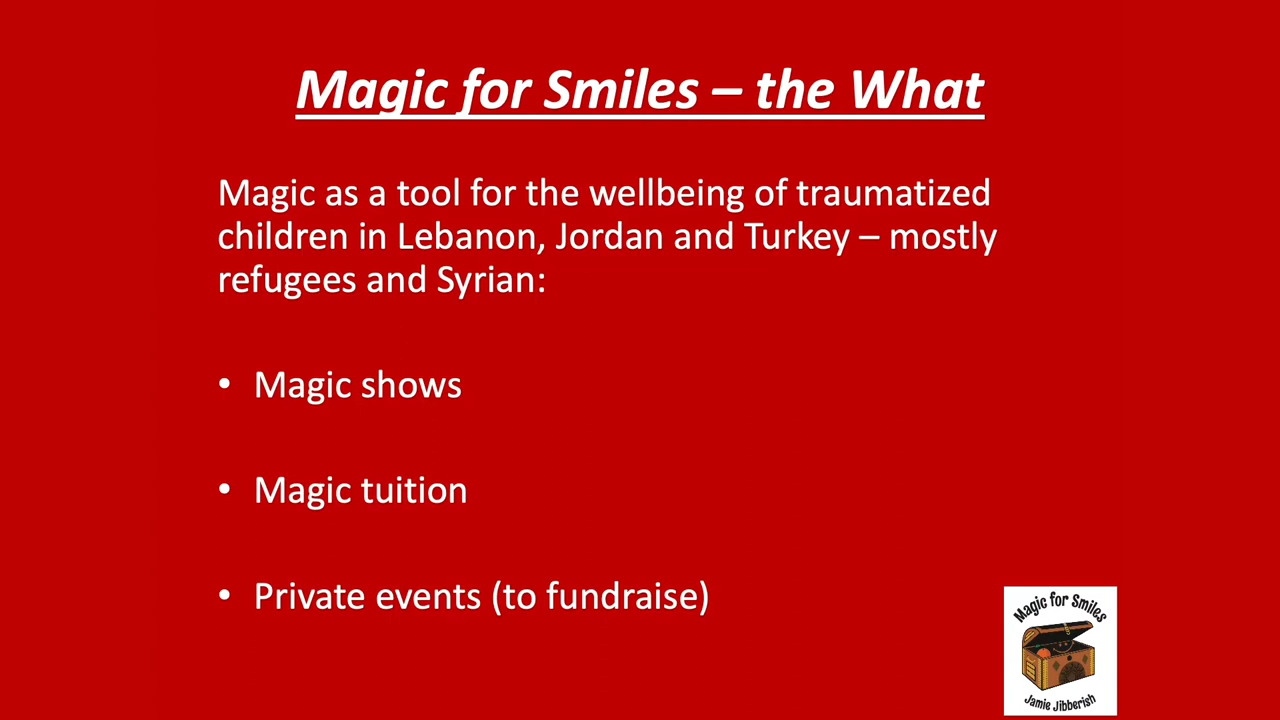 Magic for Smiles – the What
Magic as a tool for the wellbeing of traumatized
children in Lebanon, Jordan and Turkey – mostly
refugees and Syrian:
• Magic shows
• Magic tuition
• Private events (to fundraise)
Magic for Smiles
Jamie Jibberish